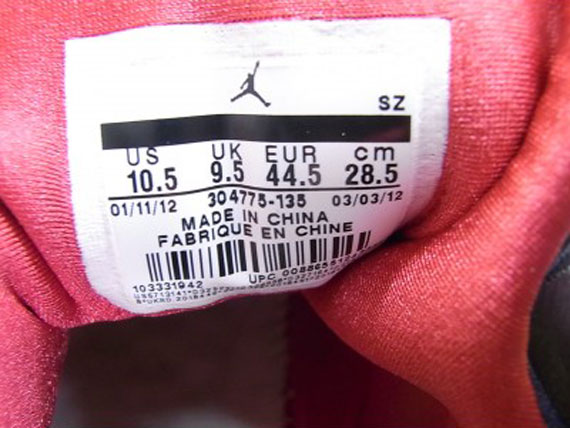 SZ
US UK EUR cm
10.5 9.5 44.5 28.5
01/11/12 304775-135 03/03/12
MADE IN CHINA
FABRIQUE EN CHINE
103331942 UPC